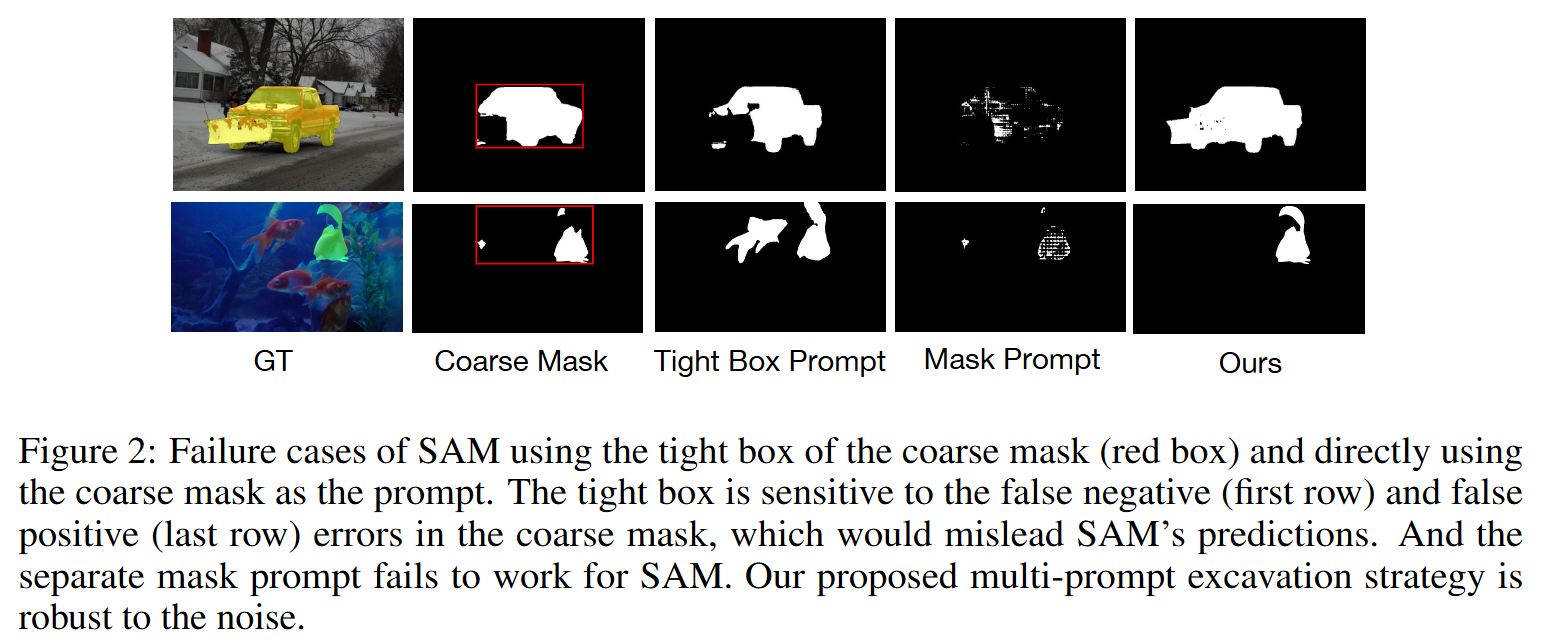 GT
Coarse Mask
Tight Box Prompt
Mask Prompt
Ours
Figure 2: Failure cases of SAM using the tight box of the coarse mask (red box) and directly using
the coarse mask as the prompt. The tight box is sensitive to the false negative (first row) and false
positive (last row) errors in the coarse mask, which would mislead SAM’s predictions. And the
separate mask prompt fails to work for SAM. Our proposed multi-prompt excavation strategy is
robust to the noise.